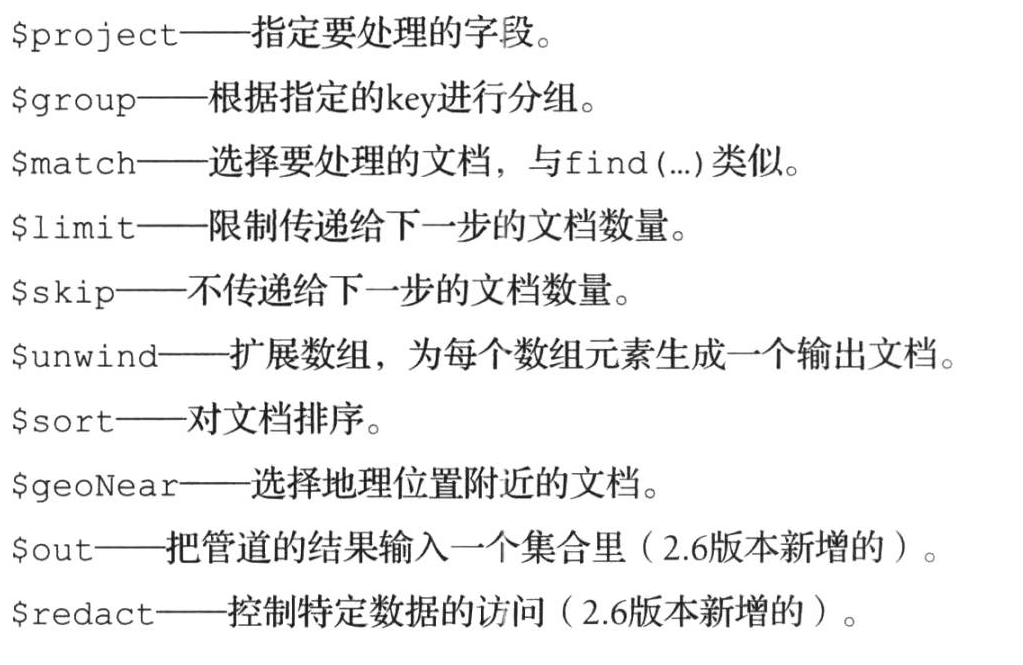 $project——指定要处理的字段。
$group——根据指定的key进行分组。
$match——选择要处理的文档，与find(…)类似。
$limit——限制传递给下一步的文档数量。
$skip——不传递给下一步的文档数量。
$unwind——扩展数组，为每个数组元素生成一个输出文档。
$sort——对文档排序。
$geoNear——选择地理位置附近的文档。
$out——把管道的结果输入一个集合里（2.6版本新增的）。
$redact——控制特定数据的访问（2.6版本新增的）。